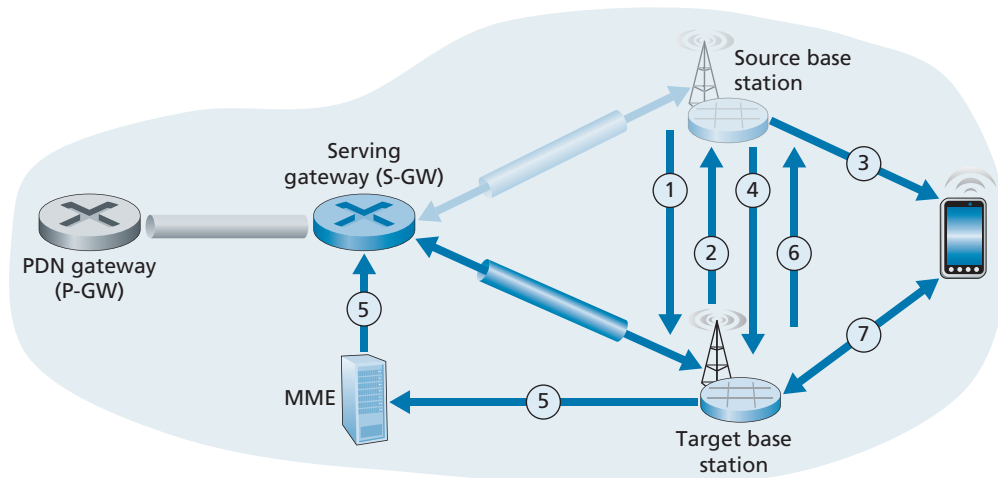 Source base
station
Serving
gateway (S-GW)
3
1
4
2
6
PDN gateway
(P-GW)
5
7
MME
5
Target base
station